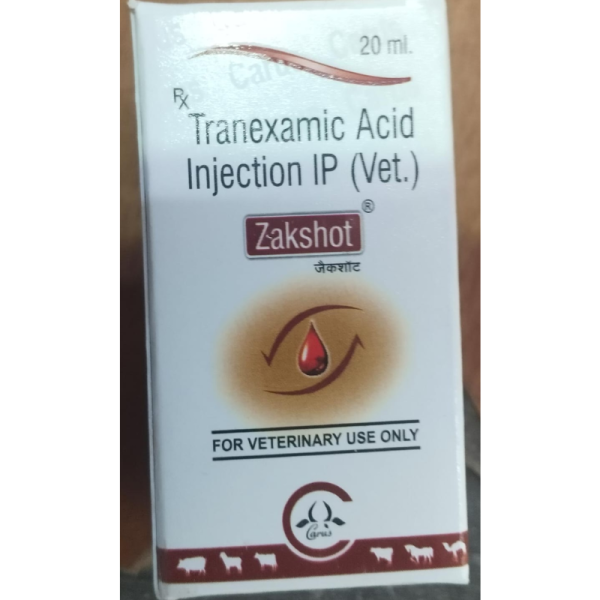 20 ml.
Rx
Tranexamic Acid
Injection IP (Vet.)
Zakshot®
जैकशॉट
FOR VETERINARY USE ONLY
Carus